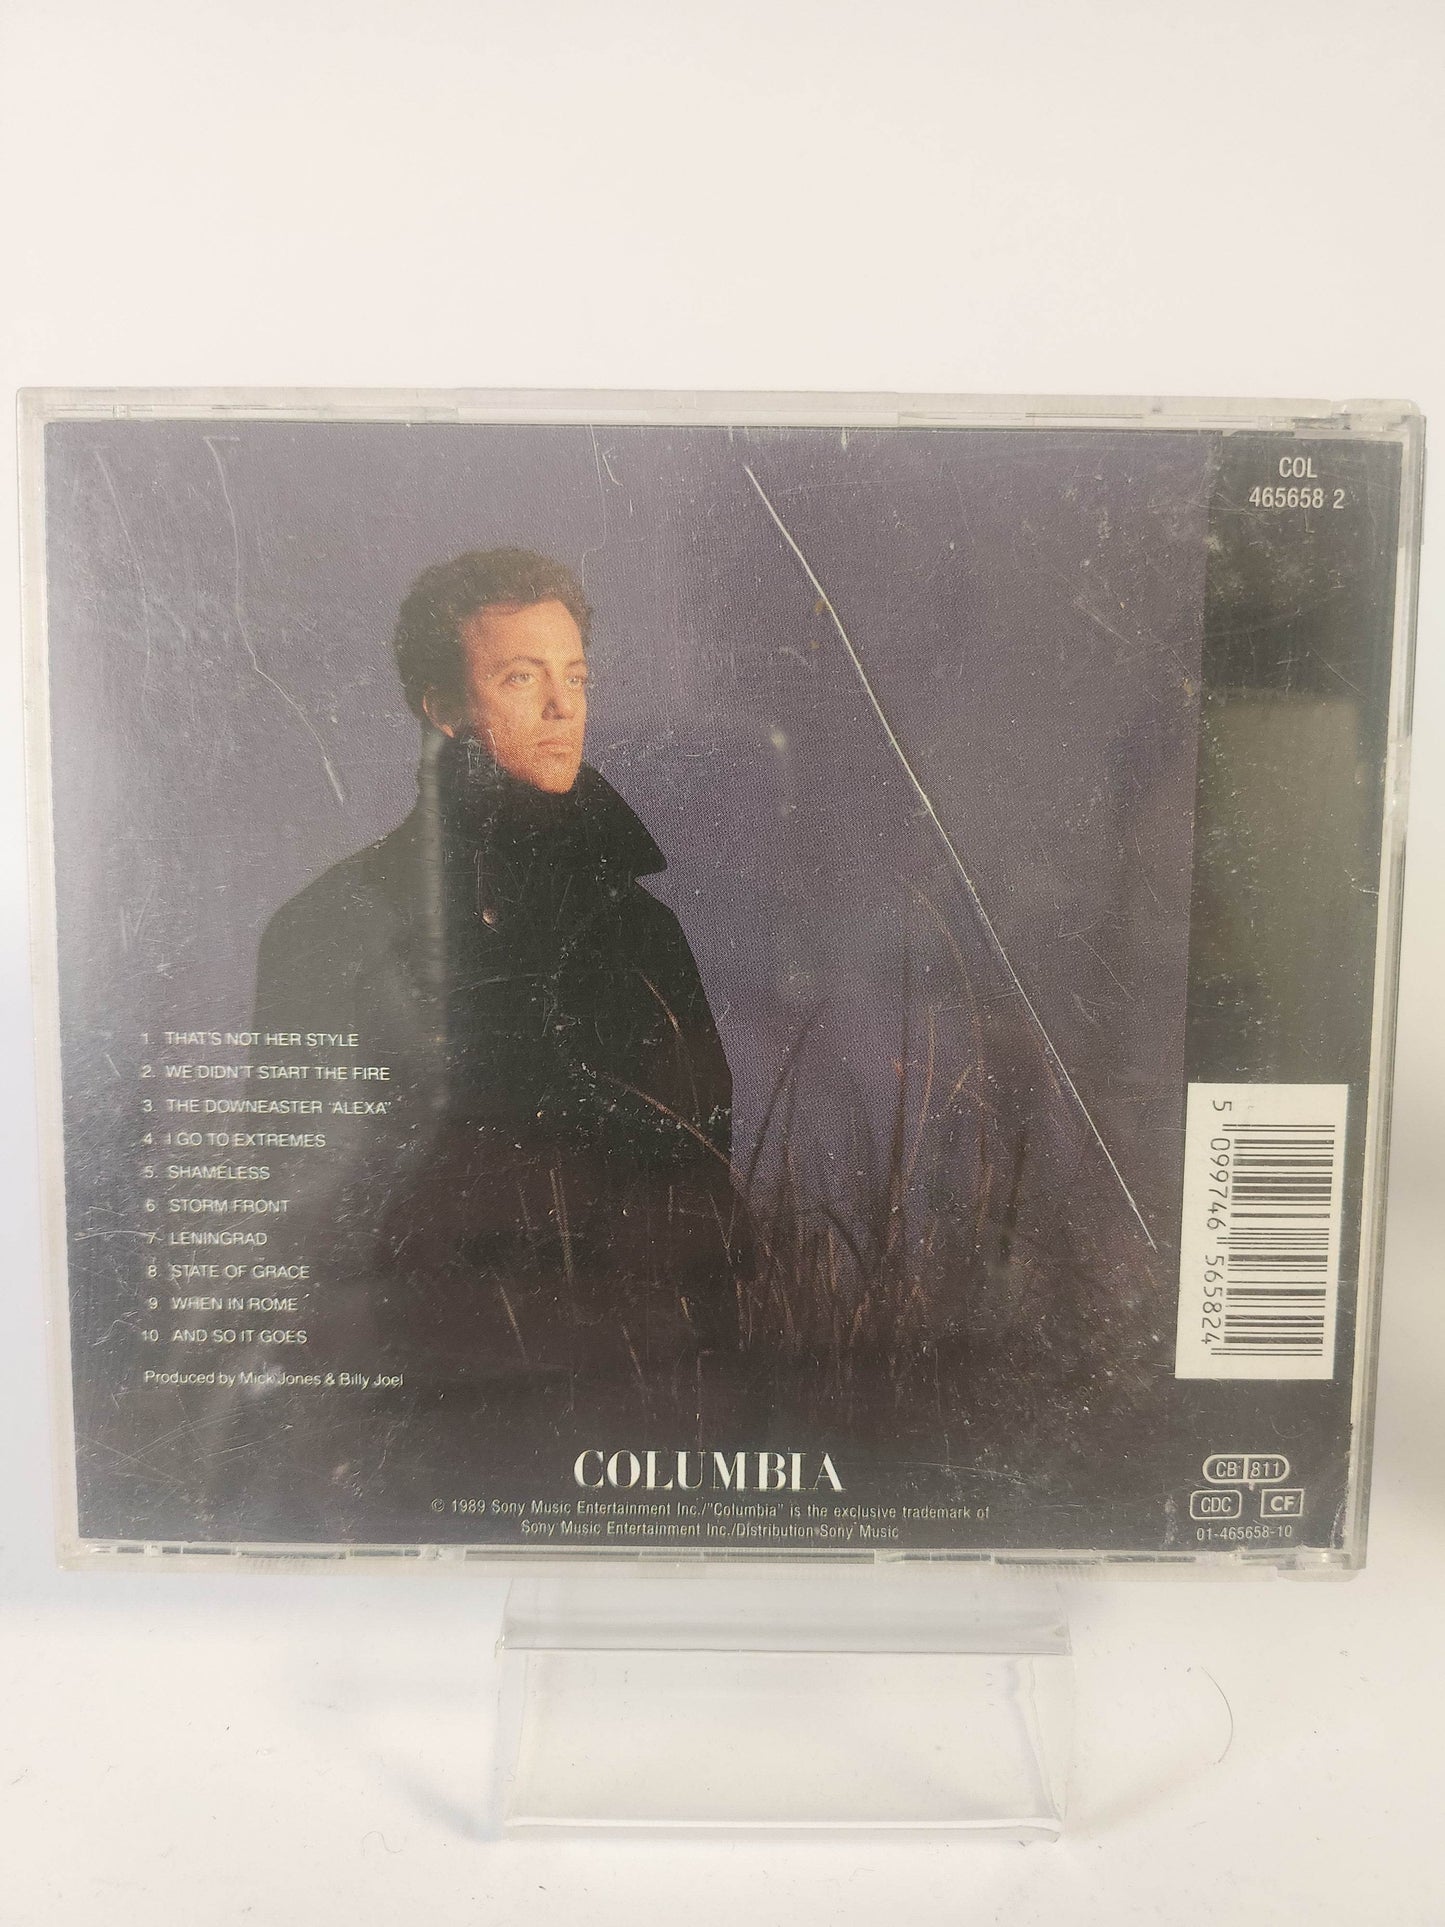 COL
465658 2
1. THAT'S NOT HER STYLE
2. WE DIDN'T START THE FIRE
3. THE DOWNEASTER "ALEXA"
4. I GO TO EXTREMES
5. SHAMELESS
6 STORM FRONT
7 LENINGRAD
8. STATE OF GRACE
9 WHEN IN ROME
10 AND SO IT GOES
Produced by Mick Jones & Billy Joel
5 099746 565824
COLUMBIA
© 1989 Sony Music Entertainment Inc./"Columbia" is the exclusive trademark of
Sony Music Entertainment Inc./Distribution Sony Music
CB 811
CDC CF
01-465658-10